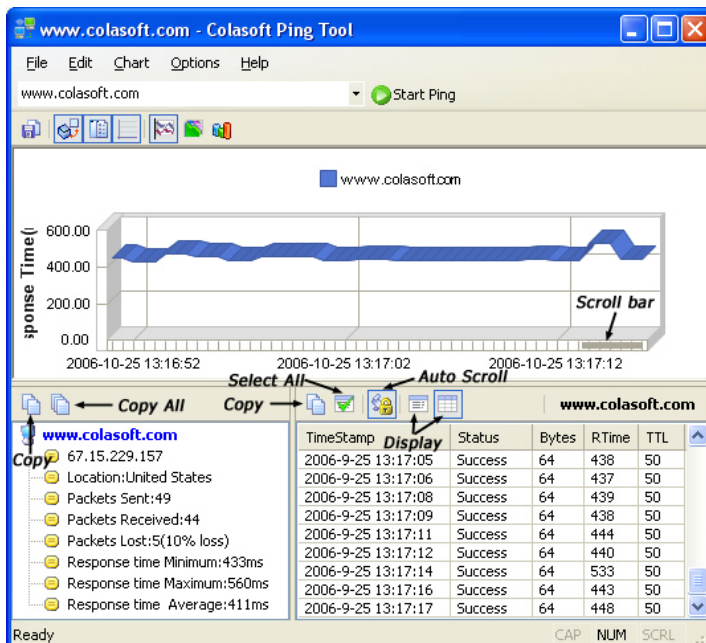 www.colasoft.com - Colasoft Ping Tool
File Edit Chart Options Help
www.colasoft.com Start Ping
www.colasoft.com
sponse Time(
600.00
400.00
200.00
0.00
Scroll bar
2006-10-25 13:16:52 2006-10-25 13:17:02 2006-10-25 13:17:12
Select All Auto Scroll
Copy All Copy www.colasoft.com
Copy Display
www.colasoft.com
67.15.229.157
Location:United States
Packets Sent:49
Packets Received:44
Packets Lost:5(10% loss)
Response time Minimum:433ms
Response time Maximum:560ms
Response time Average:411ms
TimeStamp Status Bytes RTime TTL
2006-9-25 13:17:05 Success 64 438 50
2006-9-25 13:17:06 Success 64 437 50
2006-9-25 13:17:08 Success 64 439 50
2006-9-25 13:17:09 Success 64 438 50
2006-9-25 13:17:11 Success 64 444 50
2006-9-25 13:17:12 Success 64 440 50
2006-9-25 13:17:14 Success 64 533 50
2006-9-25 13:17:16 Success 64 443 50
2006-9-25 13:17:17 Success 64 448 50
Ready CAP NUM SCRL